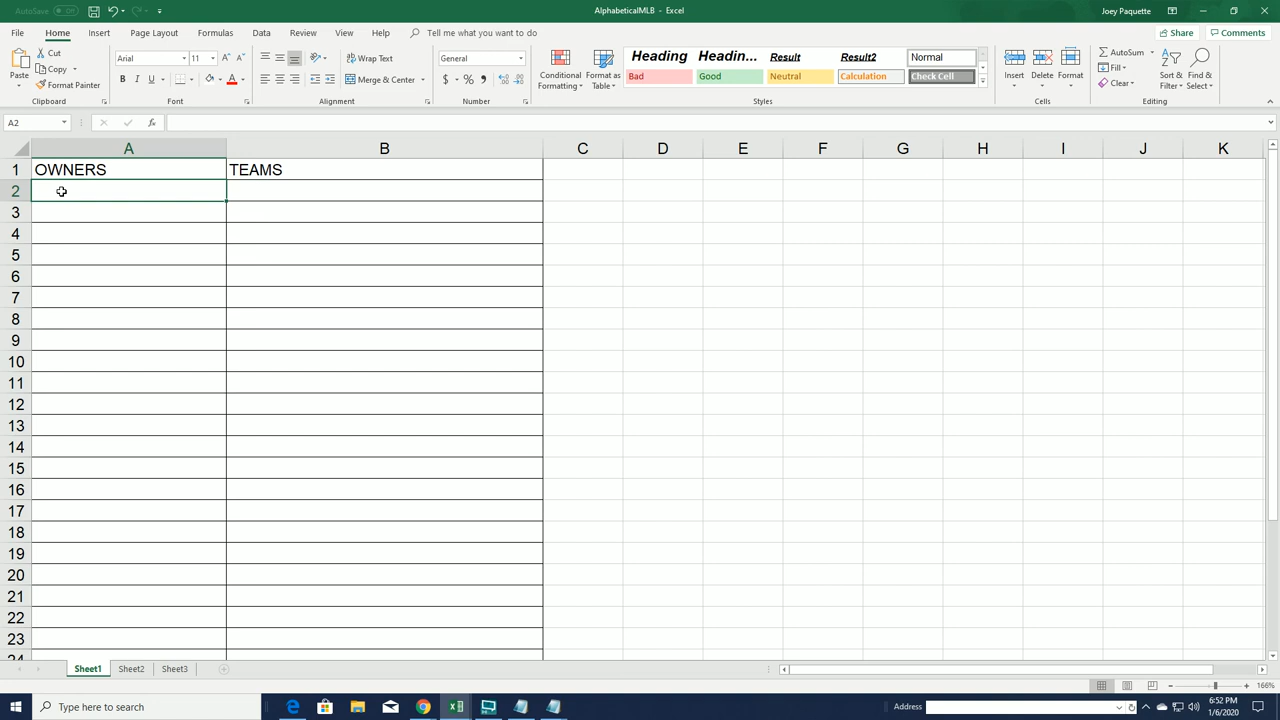 AutoSave Off
AlphabeticalMLB - Excel
Joey Paquette
File Home Insert Page Layout Formulas Data Review View Help Tell me what you want to do Share Comments
Paste
Cut
Copy
Format Painter
Clipboard
Arial 11
B I U
Font
Wrap Text
Merge & Center
Alignment
General
$ % ,
Number
Conditional Formatting
Format as Table
Heading Headin... Result Result2 Normal
Bad Good Neutral Calculation Check Cell
Styles
Insert Delete Format
Cells
AutoSum
Fill
Clear
Sort & Filter
Find & Select
Editing
A2 fx
A B C D E F G H I J K
1 OWNERS TEAMS
2
3
4
5
6
7
8
9
10
11
12
13
14
15
16
17
18
19
20
21
22
23
24
Sheet1 Sheet2 Sheet3
166%
Type here to search
Address
6:52 PM
1/6/2020